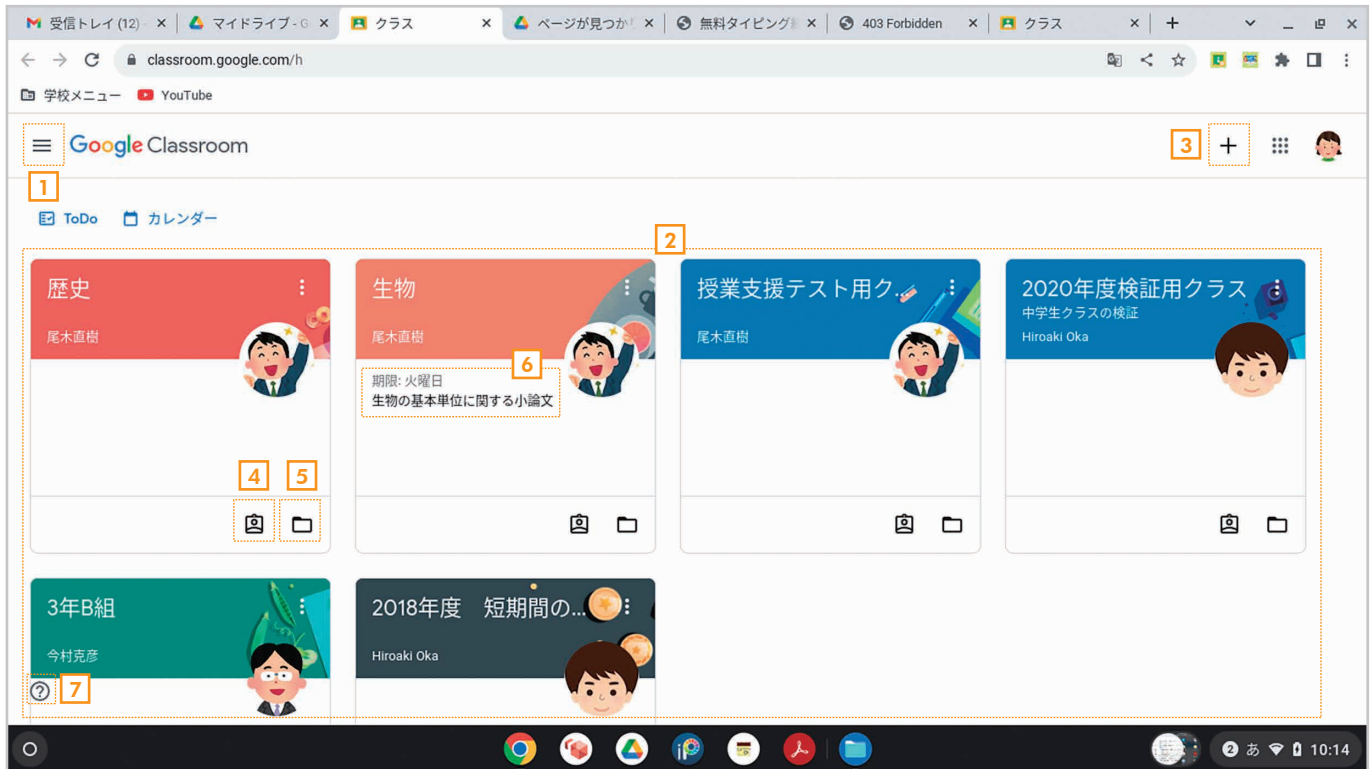 受信トレイ (12)
マイドライブ - G
クラス
ページが見つか
無料タイピング
403 Forbidden
クラス
classroom.google.com/h
学校メニュー
YouTube
Google Classroom
3
1
ToDo
カレンダー
2
歴史
尾木直樹
生物
尾木直樹
授業支援テスト用ク...
尾木直樹
2020年度検証用クラス
中学生クラスの検証
Hiroaki Oka
6
期限: 火曜日
生物の基本単位に関する小論文
4
5
3年B組
今村克彦
2018年度 短期間の...
Hiroaki Oka
7
2 あ 10:14